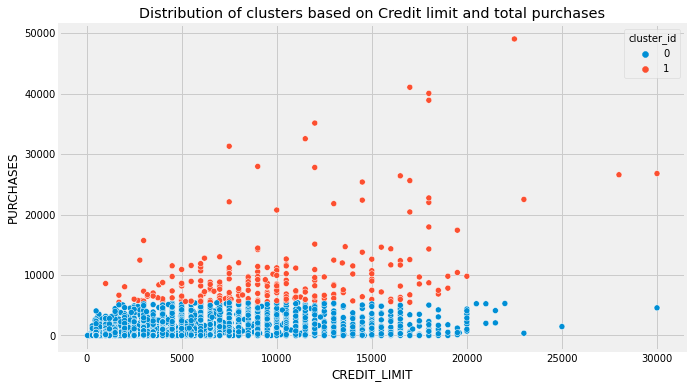 Distribution of clusters based on Credit limit and total purchases
cluster_id
0
1
PURCHASES
50000
40000
30000
20000
10000
0
0 5000 10000 15000 20000 25000 30000
CREDIT_LIMIT